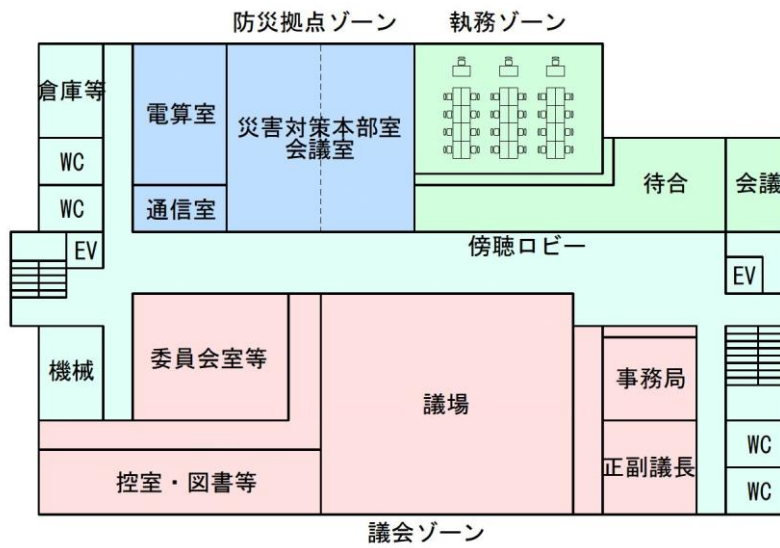 防災拠点ゾーン
執務ゾーン
倉庫等
電算室
災害対策本部室
会議室
WC
待合
会議
WC
通信室
傍聴ロビー
EV
EV
委員会室等
機械
議場
事務局
WC
控室・図書等
正副議長
WC
議会ゾーン